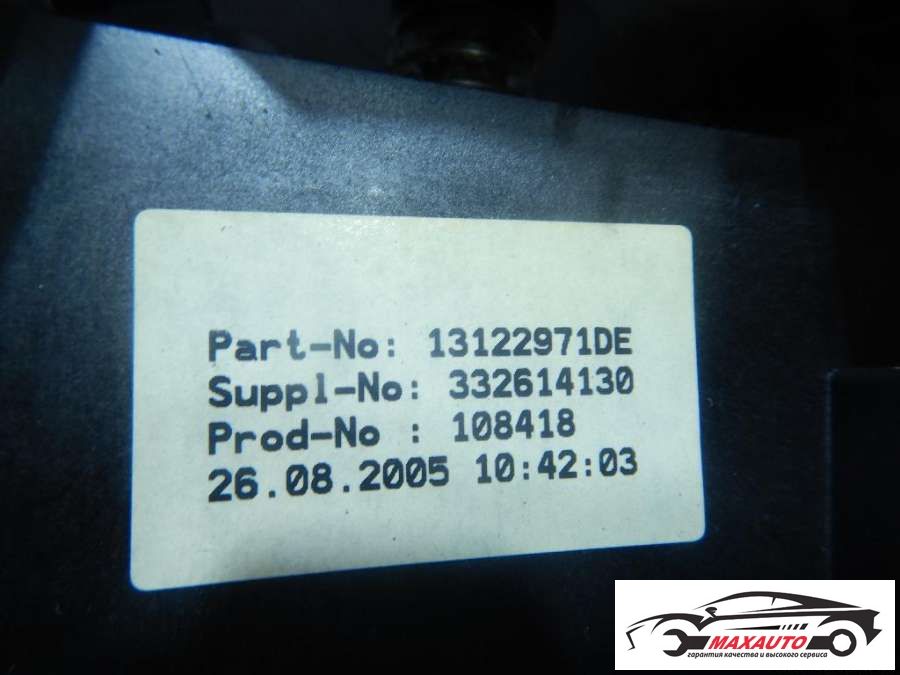 Part-No: 13122971DE
Suppl-No: 332614130
Prod-No : 108418
26.08.2005 10:42:03
MAXAUTO
гарантия качества и высокого сервиса